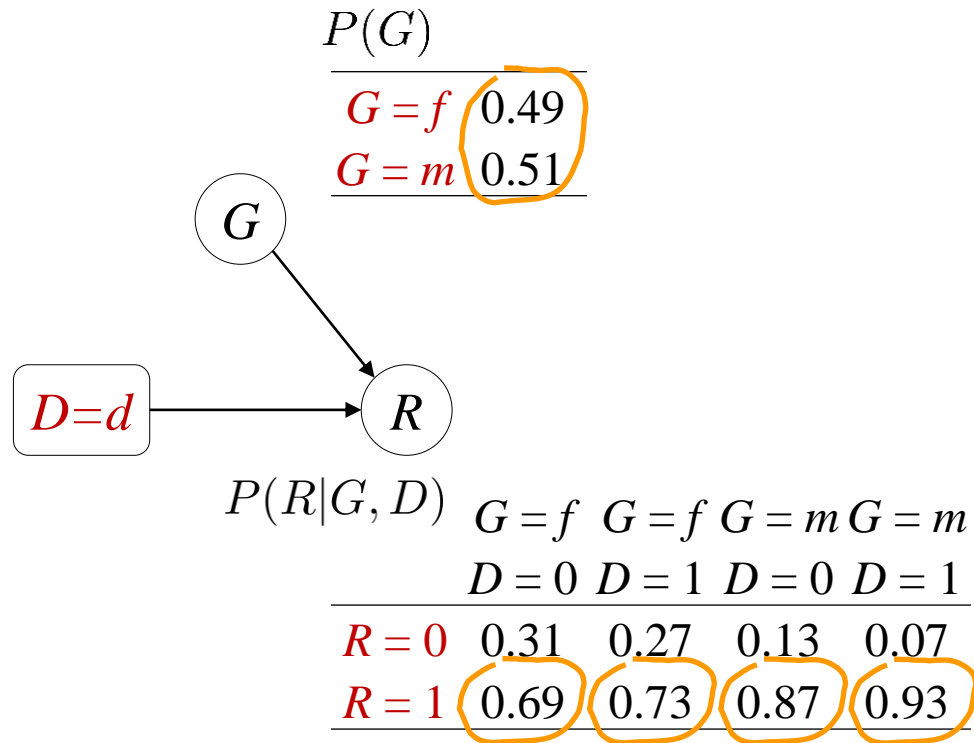 P(G)
G = f 0.49
G = m 0.51
G
D=d
R
P(R|G, D)
G = f G = f G = m G = m
D = 0 D = 1 D = 0 D = 1
R = 0 0.31 0.27 0.13 0.07
R = 1 0.69 0.73 0.87 0.93